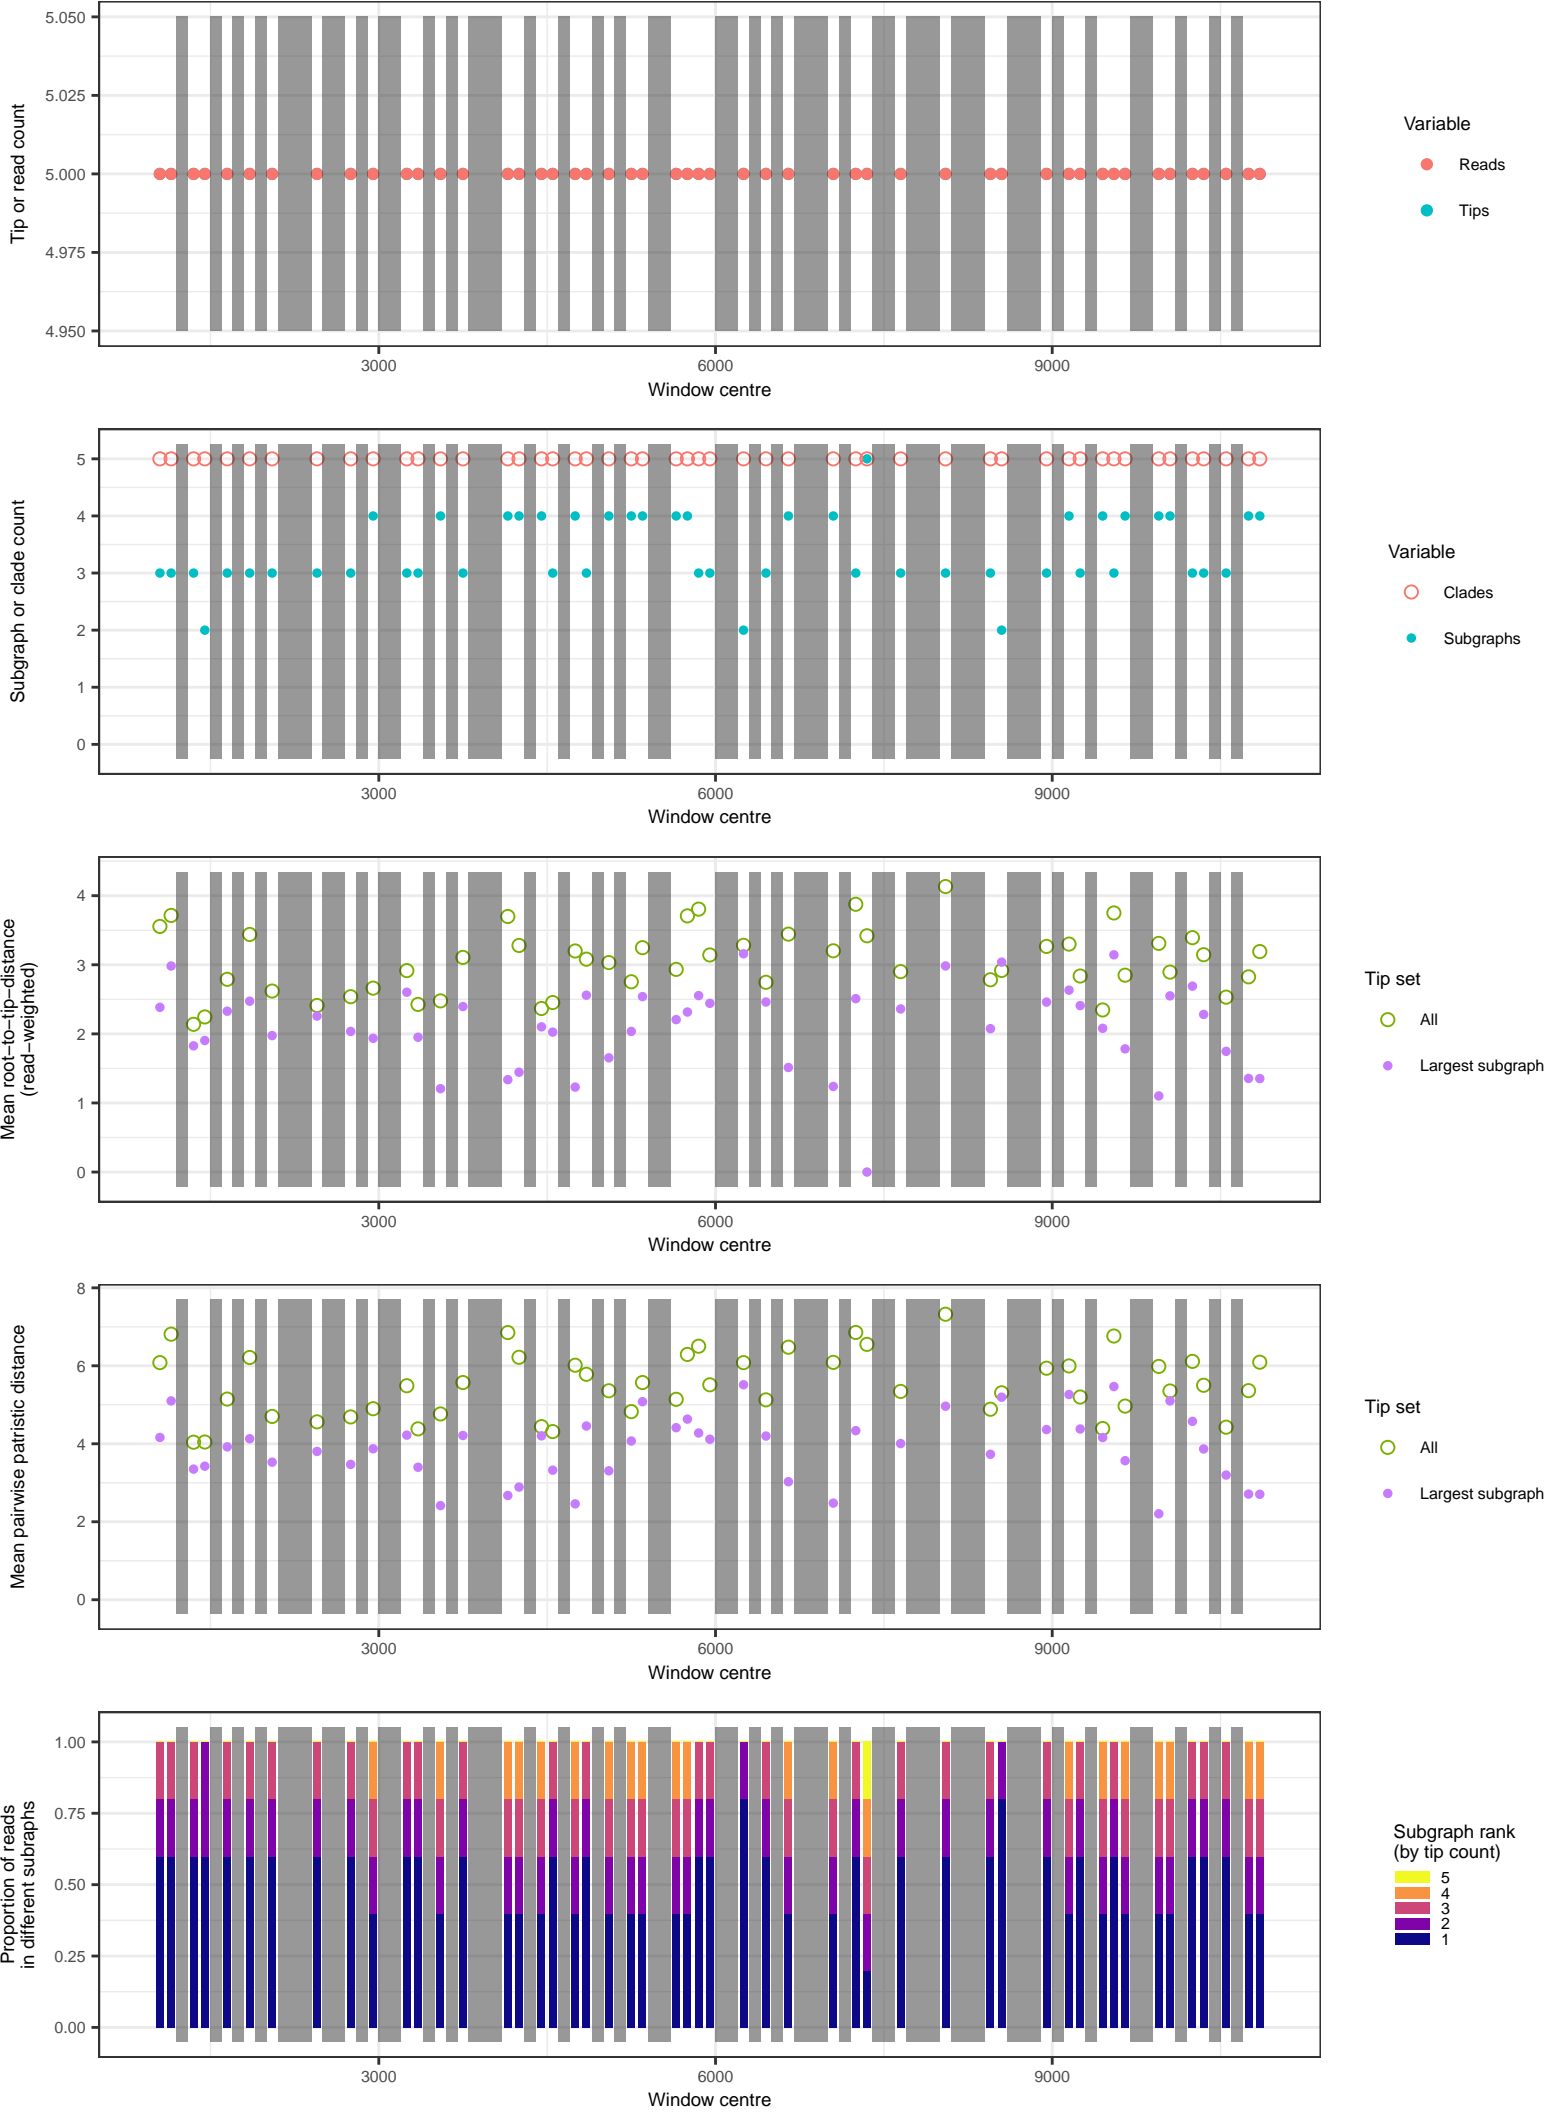 Tip or read count
5.050
5.025
5.000
4.975
4.950
3000 6000 9000
Window centre
Variable
Reads
Tips
Subgraph or clade count
5
4
3
2
1
0
3000 6000 9000
Window centre
Variable
Clades
Subgraphs
Mean root−to−tip−distance
(read−weighted)
4
3
2
1
0
3000 6000 9000
Window centre
Tip set
All
Largest subgraph
Mean pairwise patristic distance
8
6
4
2
0
3000 6000 9000
Window centre
Tip set
All
Largest subgraph
Proportion of reads
in different subraphs
1.00
0.75
0.50
0.25
0.00
3000 6000 9000
Window centre
Subgraph rank
(by tip count)
5
4
3
2
1